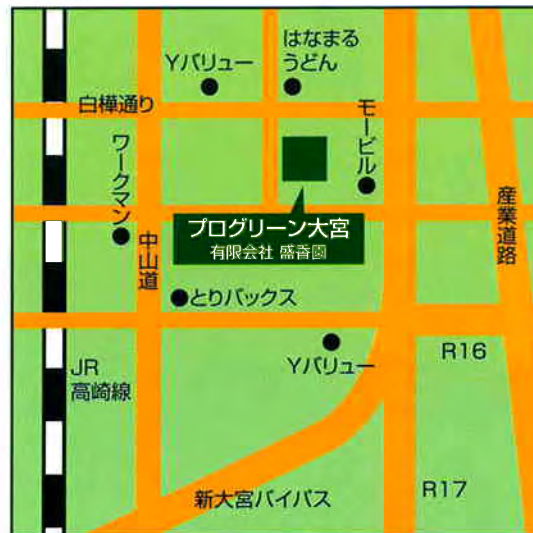 はなまる
うどん
Yバリュー
白樺通り
モービル
ワークマン
産業道路
プログリーン大宮
有限会社 盛香園
中山道
とりバックス
Yバリュー
R16
JR
高崎線
R17
新大宮バイパス